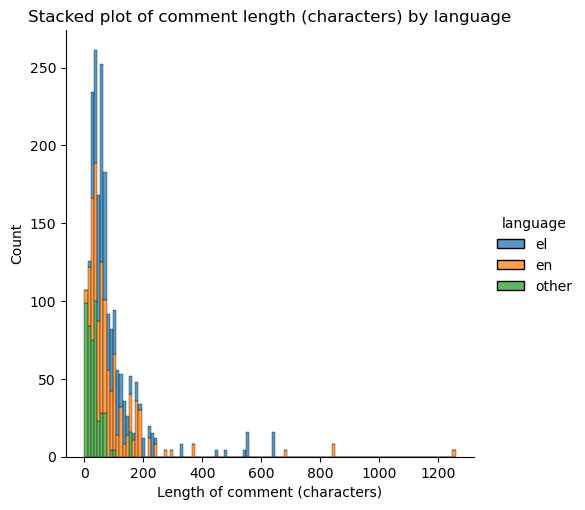 Stacked plot of comment length (characters) by language
250
200
150
100
50
0
Count
0 200 400 600 800 1000 1200
Length of comment (characters)
language
el
en
other